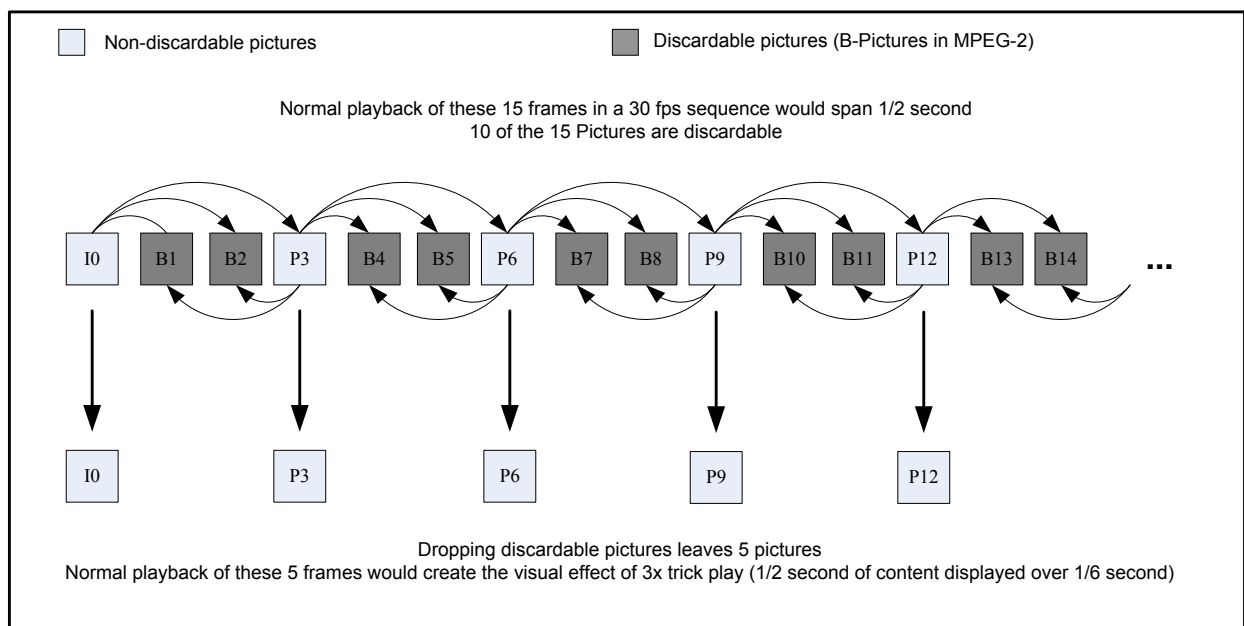 Non-discardable pictures
Discardable pictures (B-Pictures in MPEG-2)
Normal playback of these 15 frames in a 30 fps sequence would span 1/2 second
10 of the 15 Pictures are discardable
I0 B1 B2 P3 B4 B5 P6 B7 B8 P9 B10 B11 P12 B13 B14 ...
I0 P3 P6 P9 P12
Dropping discardable pictures leaves 5 pictures
Normal playback of these 5 frames would create the visual effect of 3x trick play (1/2 second of content displayed over 1/6 second)